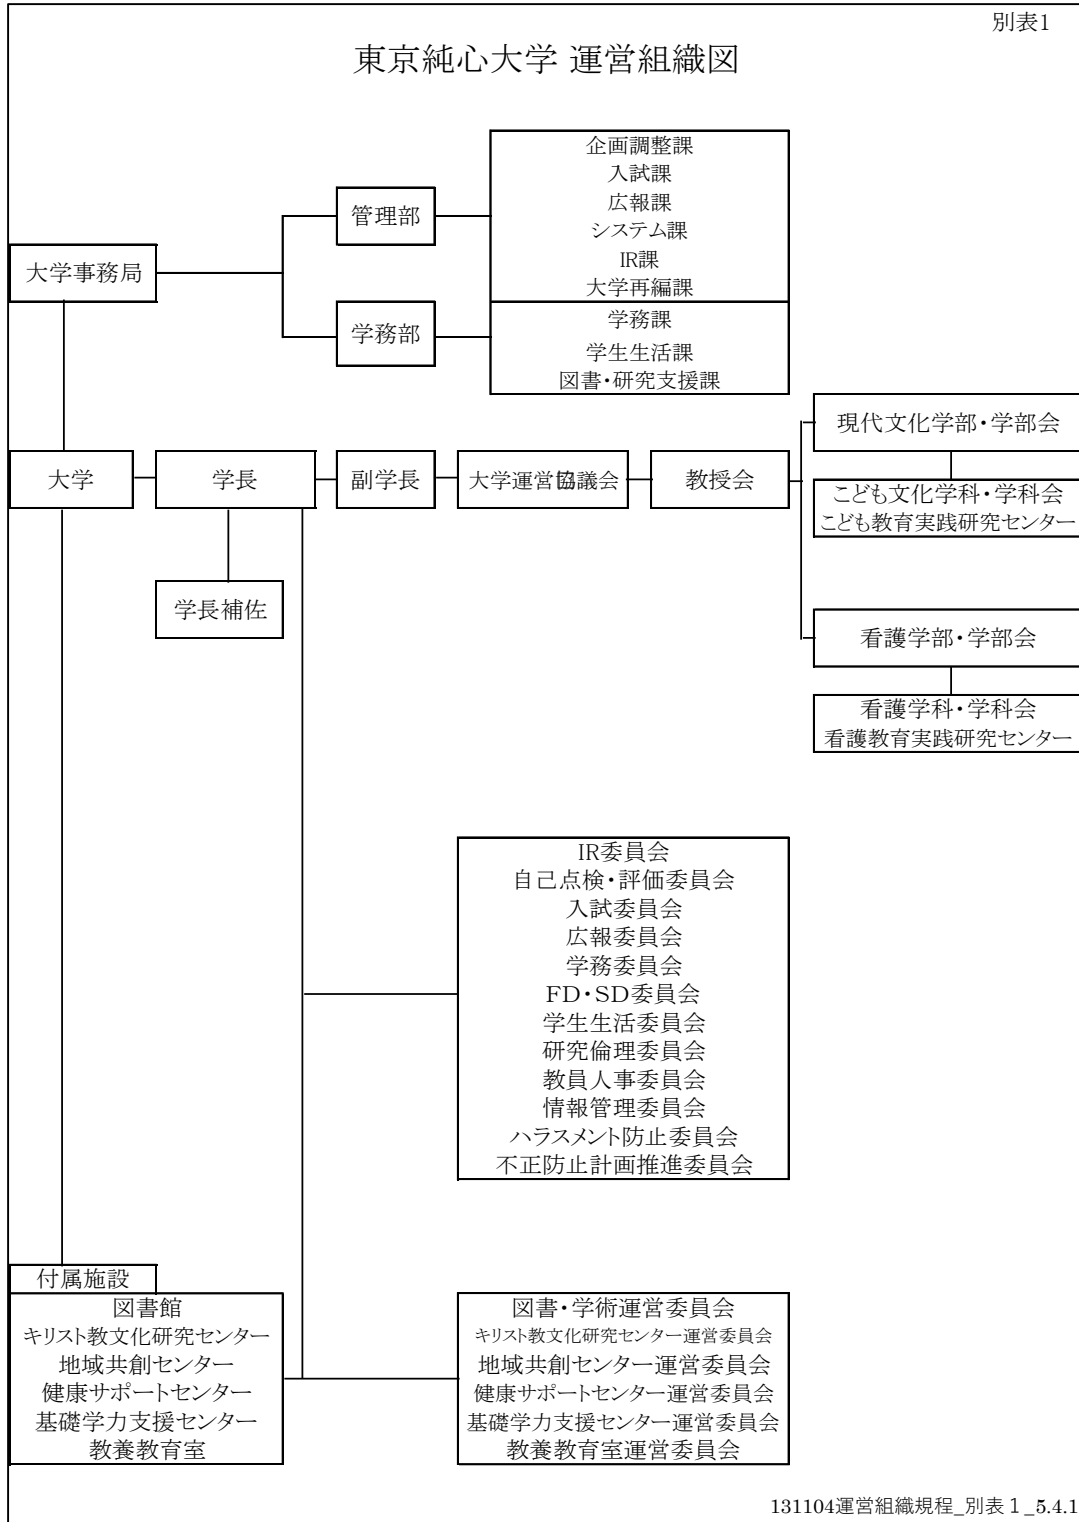 別表1
東京純心大学 運営組織図
企画調整課
入試課
広報課
システム課
IR課
大学再編課
管理部
大学事務局
学務部
学務課
学生生活課
図書・研究支援課
大学
学長
副学長
大学運営協議会
教授会
現代文化学部・学部会
こども文化学科・学科会
こども教育実践研究センター
学長補佐
看護学部・学部会
看護学科・学科会
看護教育実践研究センター
IR委員会
自己点検・評価委員会
入試委員会
広報委員会
学務委員会
FD・SD委員会
学生生活委員会
研究倫理委員会
教員人事委員会
情報管理委員会
ハラスメント防止委員会
不正防止計画推進委員会
付属施設
図書館
キリスト教文化研究センター
地域共創センター
健康サポートセンター
基礎学力支援センター
教養教育室
図書・学術運営委員会
キリスト教文化研究センター運営委員会
地域共創センター運営委員会
健康サポートセンター運営委員会
基礎学力支援センター運営委員会
教養教育室運営委員会
131104運営組織規程_別表１_5.4.1